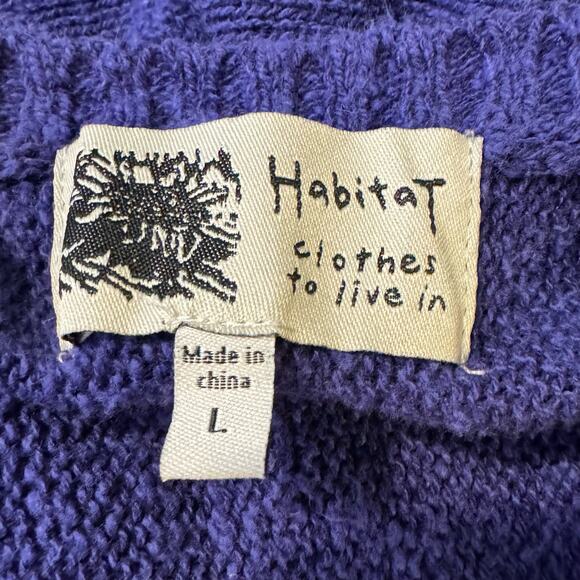 HabitaT
clothes
to live in
Made in
china
L